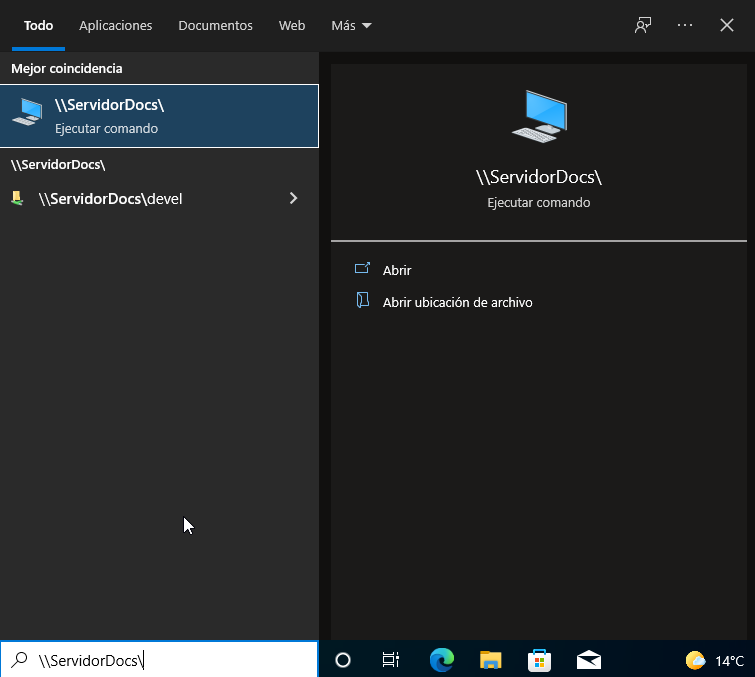 Todo Aplicaciones Documentos Web Más
Mejor coincidencia
\\ServidorDocs\
Ejecutar comando
\\ServidorDocs\
\\ServidorDocs\devel
\\ServidorDocs\
Ejecutar comando
Abrir
Abrir ubicación de archivo
\\ServidorDocs\
14°C